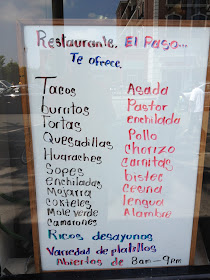 Restaurante. El Paso...
Te ofrece.
Tacos
burritos
Tortas
Quesadillas
Huaraches
Sopes
enchiladas
Mojarra
Cokteles
Mole verde
camarones
Asada
Pastor
enchilada
Pollo
Chorizo
carnitas
bistec
Cecina
lengua
Alambre
Ricos desayunos
Variedad de platillos
Abiertos de 8am-9pm